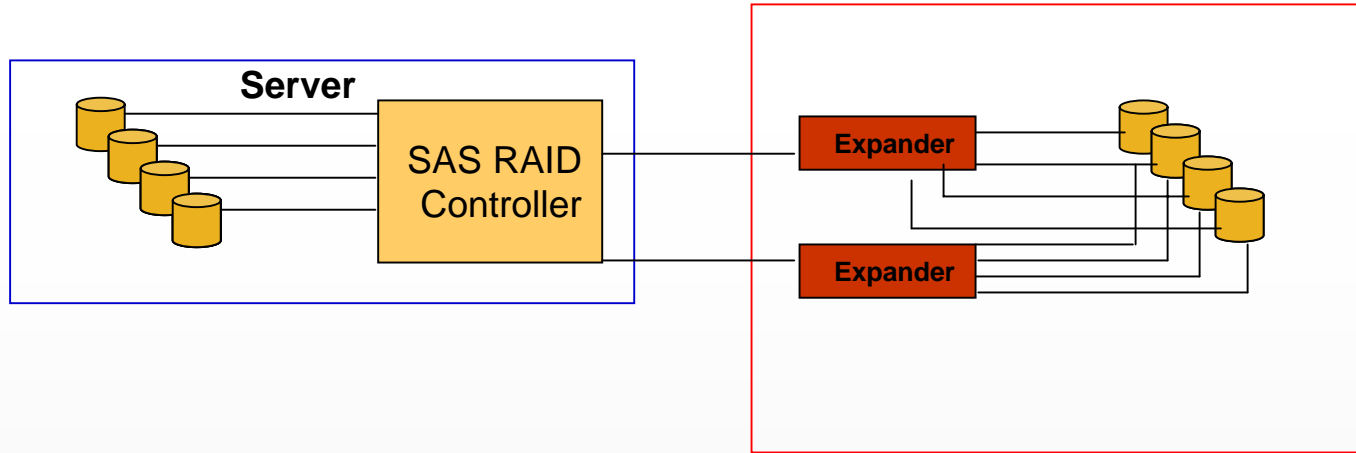 Server
SAS RAID
Controller
Expander
Expander